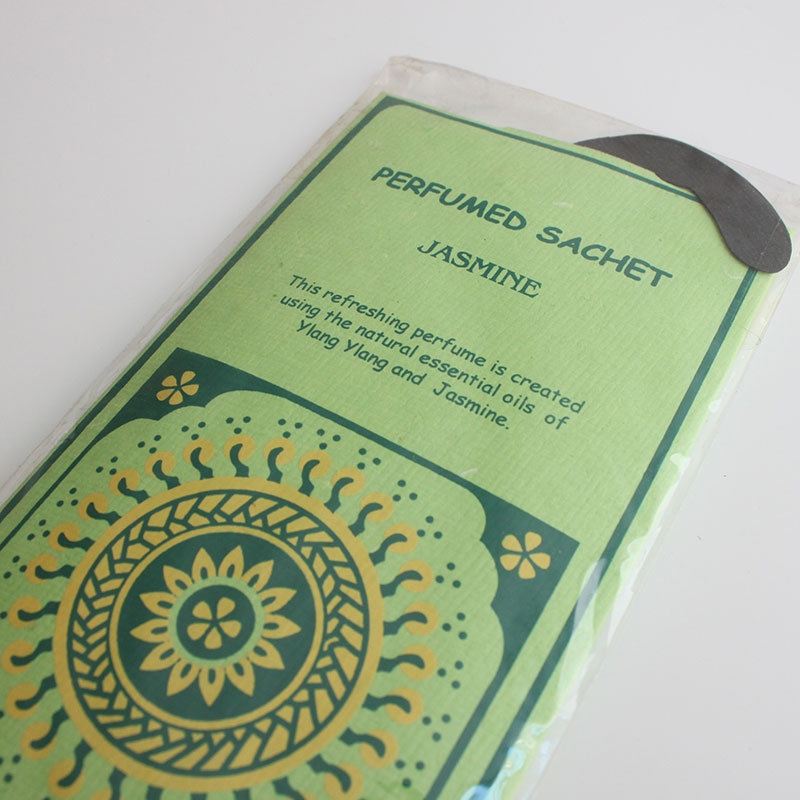 PERFUMED SACHET
JASMINE
This refreshing perfume is created
using the natural essential oils of
Ylang Ylang and Jasmine.